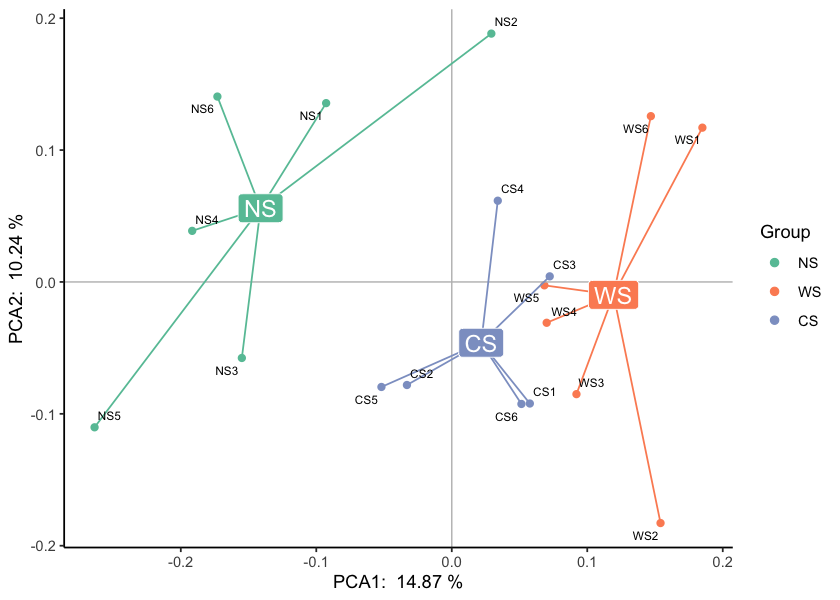 0.2
NS2
NS6
NS1
WS6
WS1
0.1
CS4
NS
NS4
Group
NS
PCA2: 10.24 %
CS3
0.0
WS5
WS
WS
WS4
CS
CS
NS3
CS2
WS3
CS5
CS1
NS5
CS6
-0.1
WS2
-0.2
-0.2
-0.1
0.0
0.1
0.2
PCA1: 14.87 %